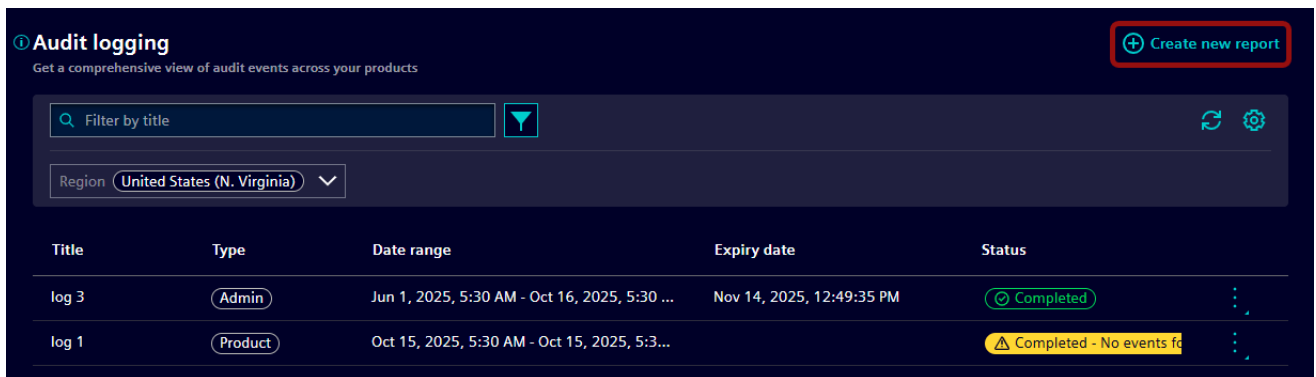 Audit logging
Create new report
Get a comprehensive view of audit events across your products
Filter by title
Region United States (N. Virginia)
Title Type Date range Expiry date Status
log 3 Admin Jun 1, 2025, 5:30 AM - Oct 16, 2025, 5:30 ... Nov 14, 2025, 12:49:35 PM Completed
log 1 Product Oct 15, 2025, 5:30 AM - Oct 15, 2025, 5:3... Completed - No events fo